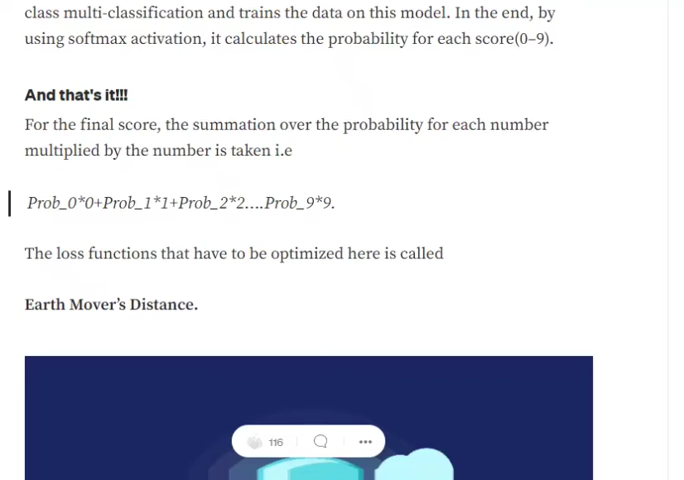 class multi-classification and trains the data on this model. In the end, by
using softmax activation, it calculates the probability for each score(0–9).
And that's it!!!
For the final score, the summation over the probability for each number
multiplied by the number is taken i.e
Prob_0*0+Prob_1*1+Prob_2*2….Prob_9*9.
The loss functions that have to be optimized here is called
Earth Mover’s Distance.
116